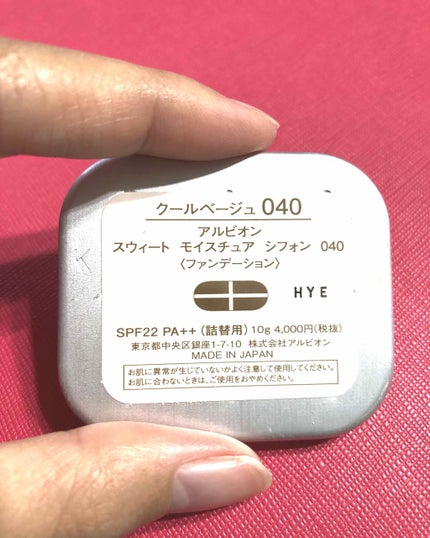 クールベージュ 040
アルビオン
スウィート モイスチュア シフォン 040
〈ファンデーション〉
HYE
SPF22 PA++ (詰替用) 10g 4,000円(税抜)
東京都中央区銀座1-7-10 株式会社アルビオン
MADE IN JAPAN
お肌に異常が生じていないかよく注意して使用してください。
お肌に合わないときは、ご使用をおやめください。